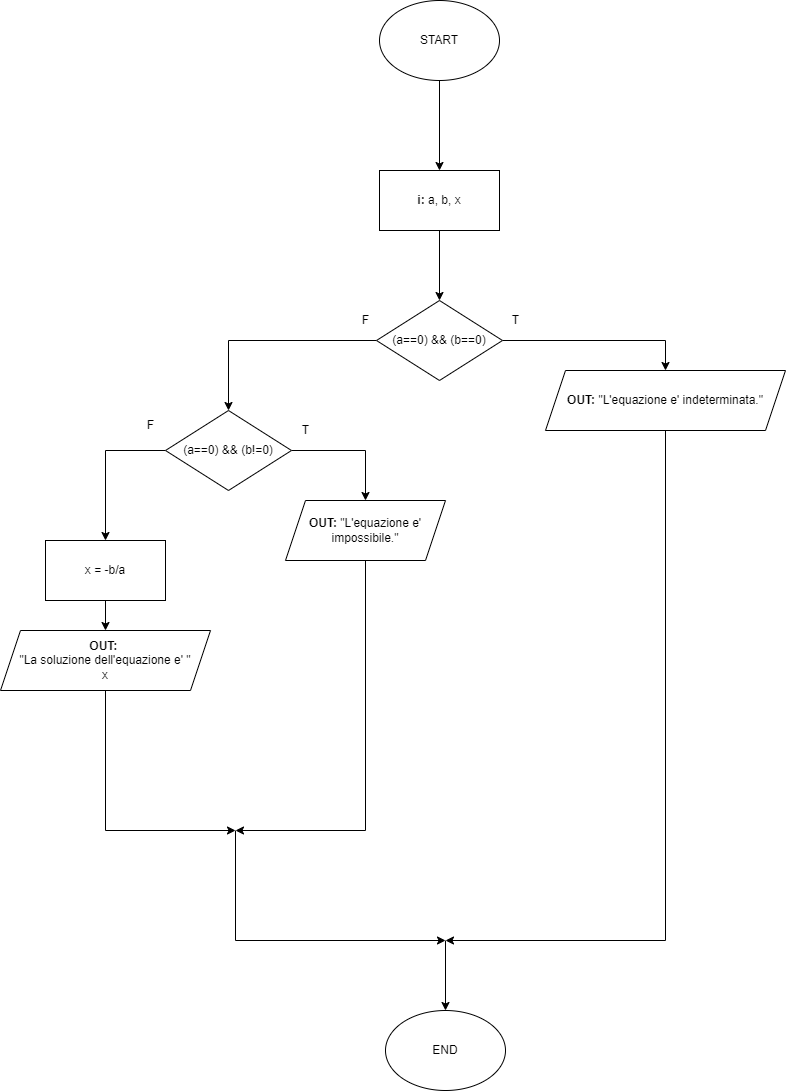 START
i: a, b, x
F
T
(a==0) && (b==0)
OUT: "L'equazione e' indeterminata."
F
T
(a==0) && (b!=0)
OUT: "L'equazione e'
impossibile."
x = -b/a
OUT:
"La soluzione dell'equazione e' "
x
END